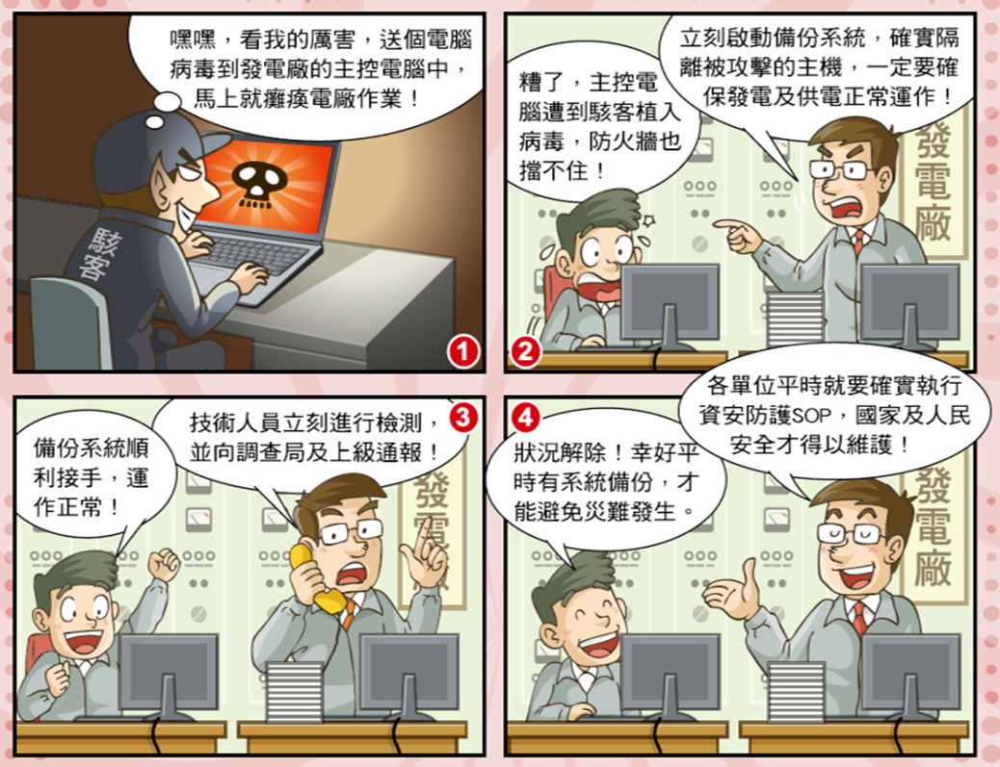 嘿嘿，看我的厲害，送個電腦
病毒到發電廠的主控電腦中，
馬上就癱瘓電廠作業！
駭客
1
糟了，主控電
腦遭到駭客植入
病毒，防火牆也
擋不住！
立刻啟動備份系統，確實隔
離被攻擊的主機，一定要確
保發電及供電正常運作！
發電廠
2
備份系統順
利接手，運
作正常！
技術人員立刻進行檢測，
並向調查局及上級通報！
發電廠
3
狀況解除！幸好平
時有系統備份，才
能避免災難發生。
各單位平時就要確實執行
資安防護SOP，國家及人民
安全才得以維護！
發電廠
4